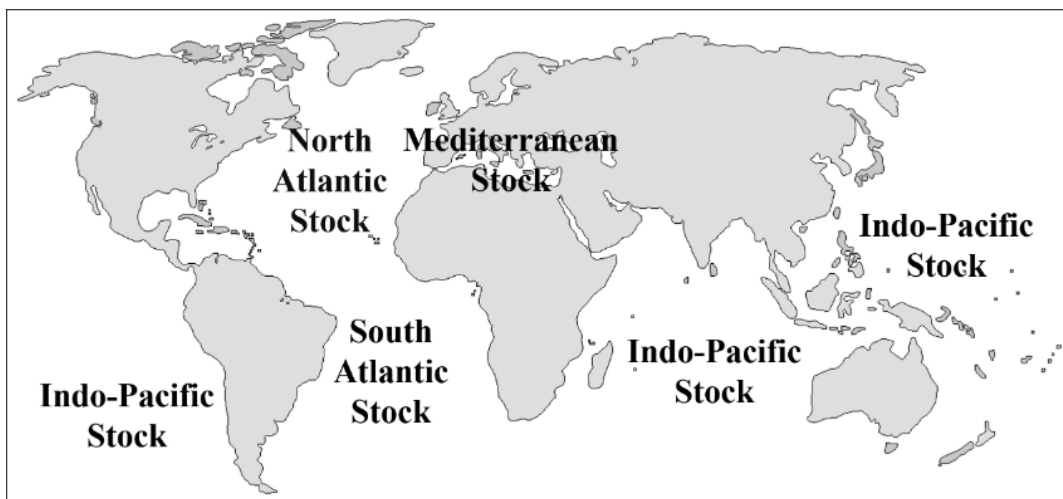 North
Atlantic
Stock
Mediterranean
Stock
Indo-Pacific
Stock
South
Atlantic
Stock
Indo-Pacific
Stock
Indo-Pacific
Stock